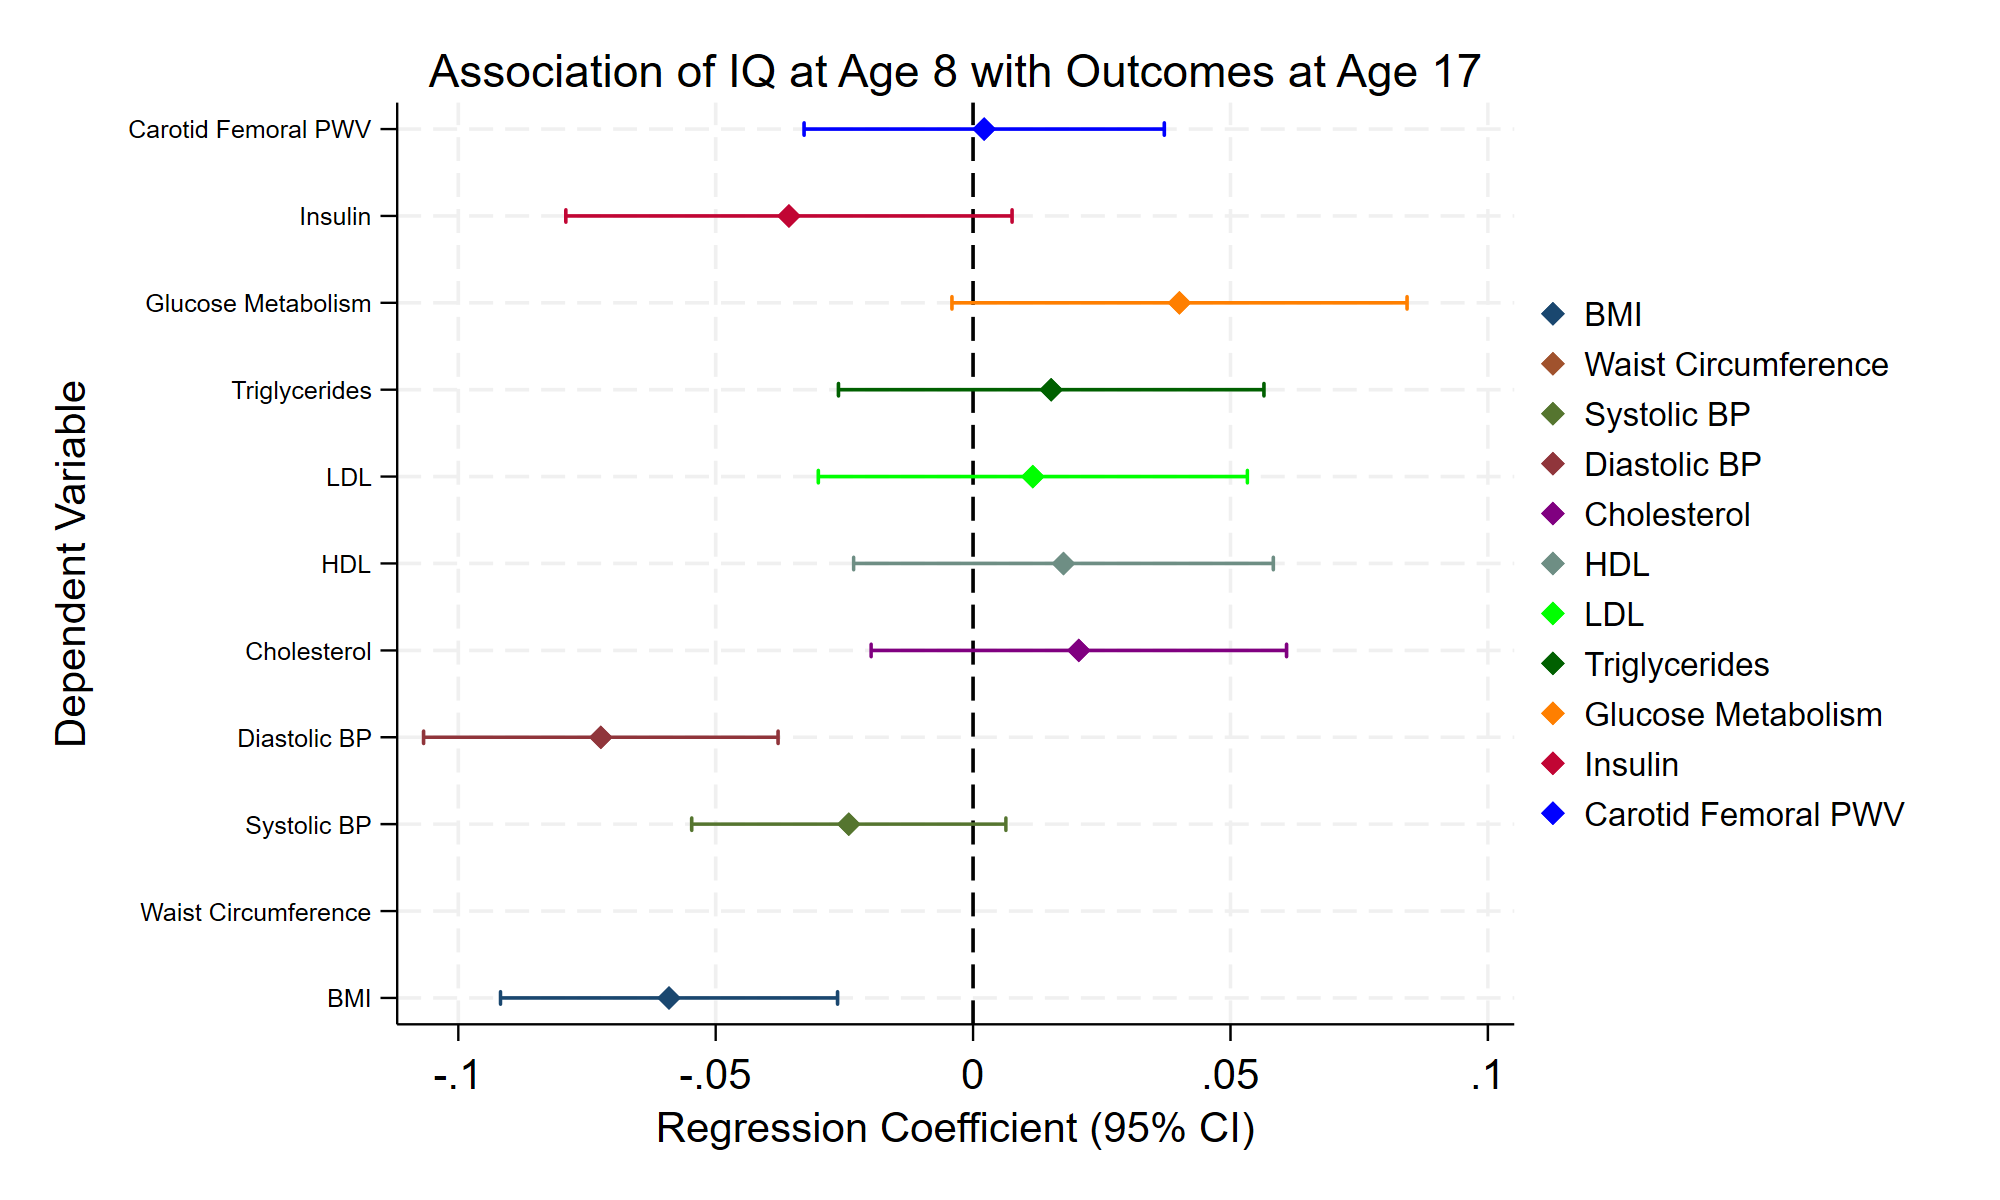 Association of IQ at Age 8 with Outcomes at Age 17
Dependent Variable
Carotid Femoral PWV
Insulin
Glucose Metabolism
Triglycerides
LDL
HDL
Cholesterol
Diastolic BP
Systolic BP
Waist Circumference
BMI
-.1 -.05 0 .05 .1
Regression Coefficient (95% CI)
BMI
Waist Circumference
Systolic BP
Diastolic BP
Cholesterol
HDL
LDL
Triglycerides
Glucose Metabolism
Insulin
Carotid Femoral PWV